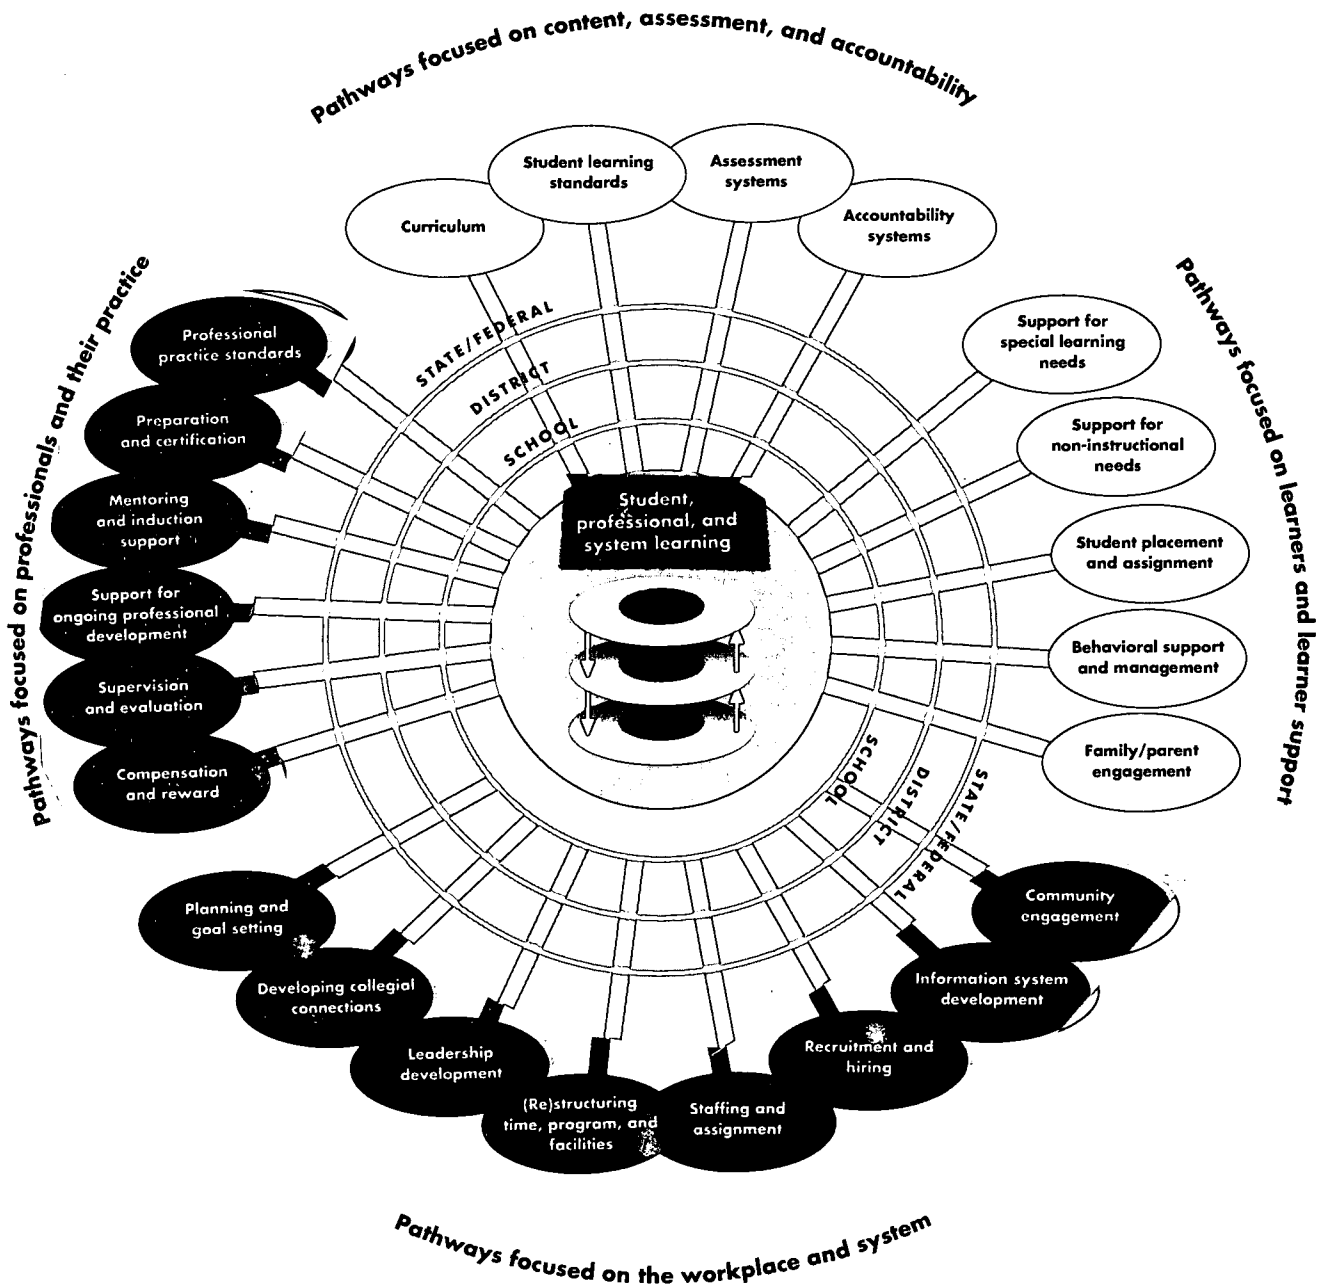 Pathways focused on content, assessment, and accountability
Student learning
standards
Assessment
systems
Curriculum
Accountability
systems
Pathways focused on professionals and their practice
Professional
practice standards
Preparation
and certification
Mentoring
and induction
support
Support for
ongoing professional
development
Supervision
and evaluation
Compensation
and reward
STATE/FEDERAL
DISTRICT
SCHOOL
Student,
professional, and
system learning
Pathways focused on learners and learner support
Support for
special learning
needs
Support for
non-instructional
needs
Student placement
and assignment
Behavioral support
and management
Family/parent
engagement
SCHOOL
DISTRICT
STATE/FEDERAL
Planning and
goal setting
Developing collegial
connections
Leadership
development
(Re)structuring
time, program, and
facilities
Staffing and
assignment
Recruitment and
hiring
Information system
development
Community
engagement
Pathways focused on the workplace and system